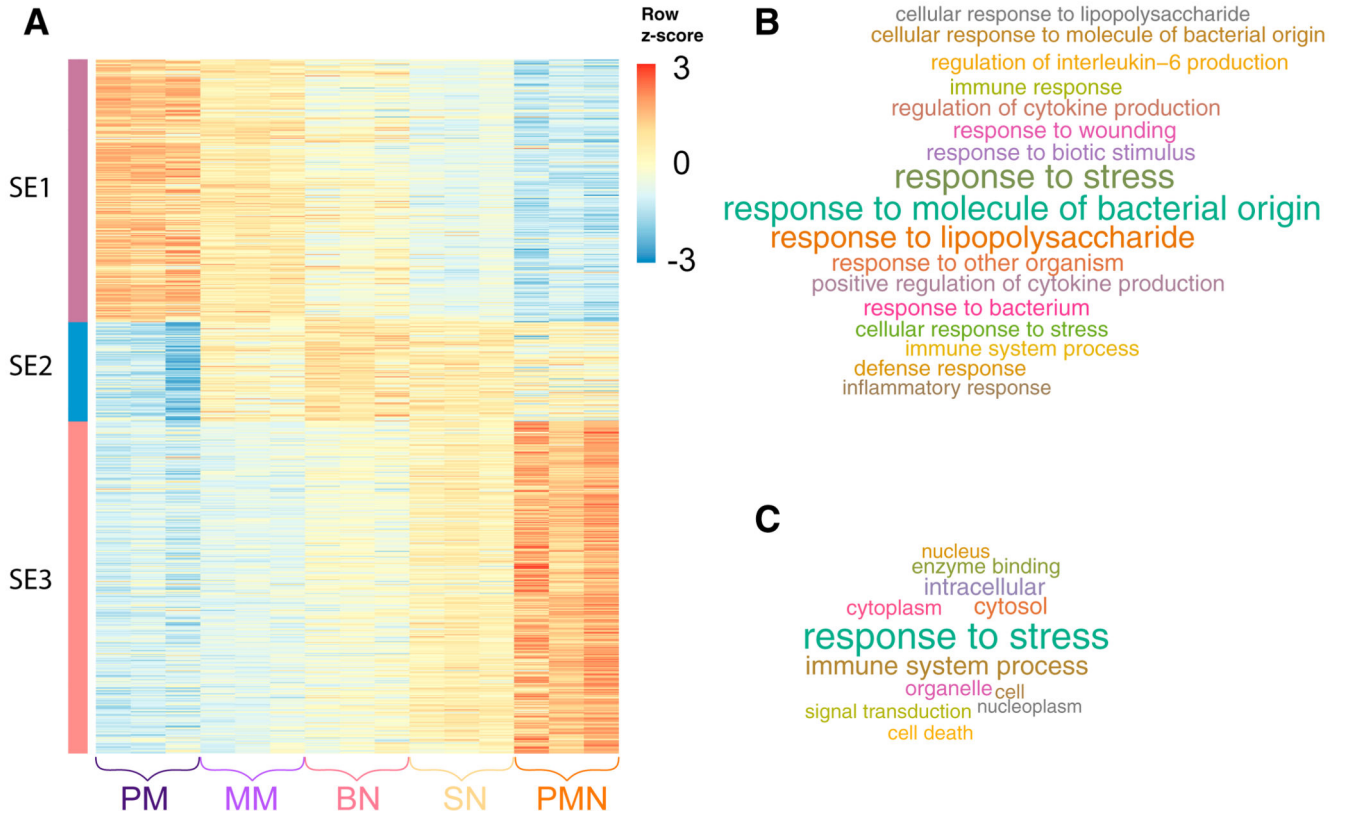 A
Row
z-score
3
0
-3
SE1
SE2
SE3
PM MM BN SN PMN
B
cellular response to lipopolysaccharide
cellular response to molecule of bacterial origin
regulation of interleukin−6 production
immune response
regulation of cytokine production
response to wounding
response to biotic stimulus
response to stress
response to molecule of bacterial origin
response to lipopolysaccharide
response to other organism
positive regulation of cytokine production
response to bacterium
cellular response to stress
immune system process
defense response
inflammatory response
C
nucleus
enzyme binding
intracellular
cytoplasm cytosol
response to stress
immune system process
organelle cell
signal transduction nucleoplasm
cell death